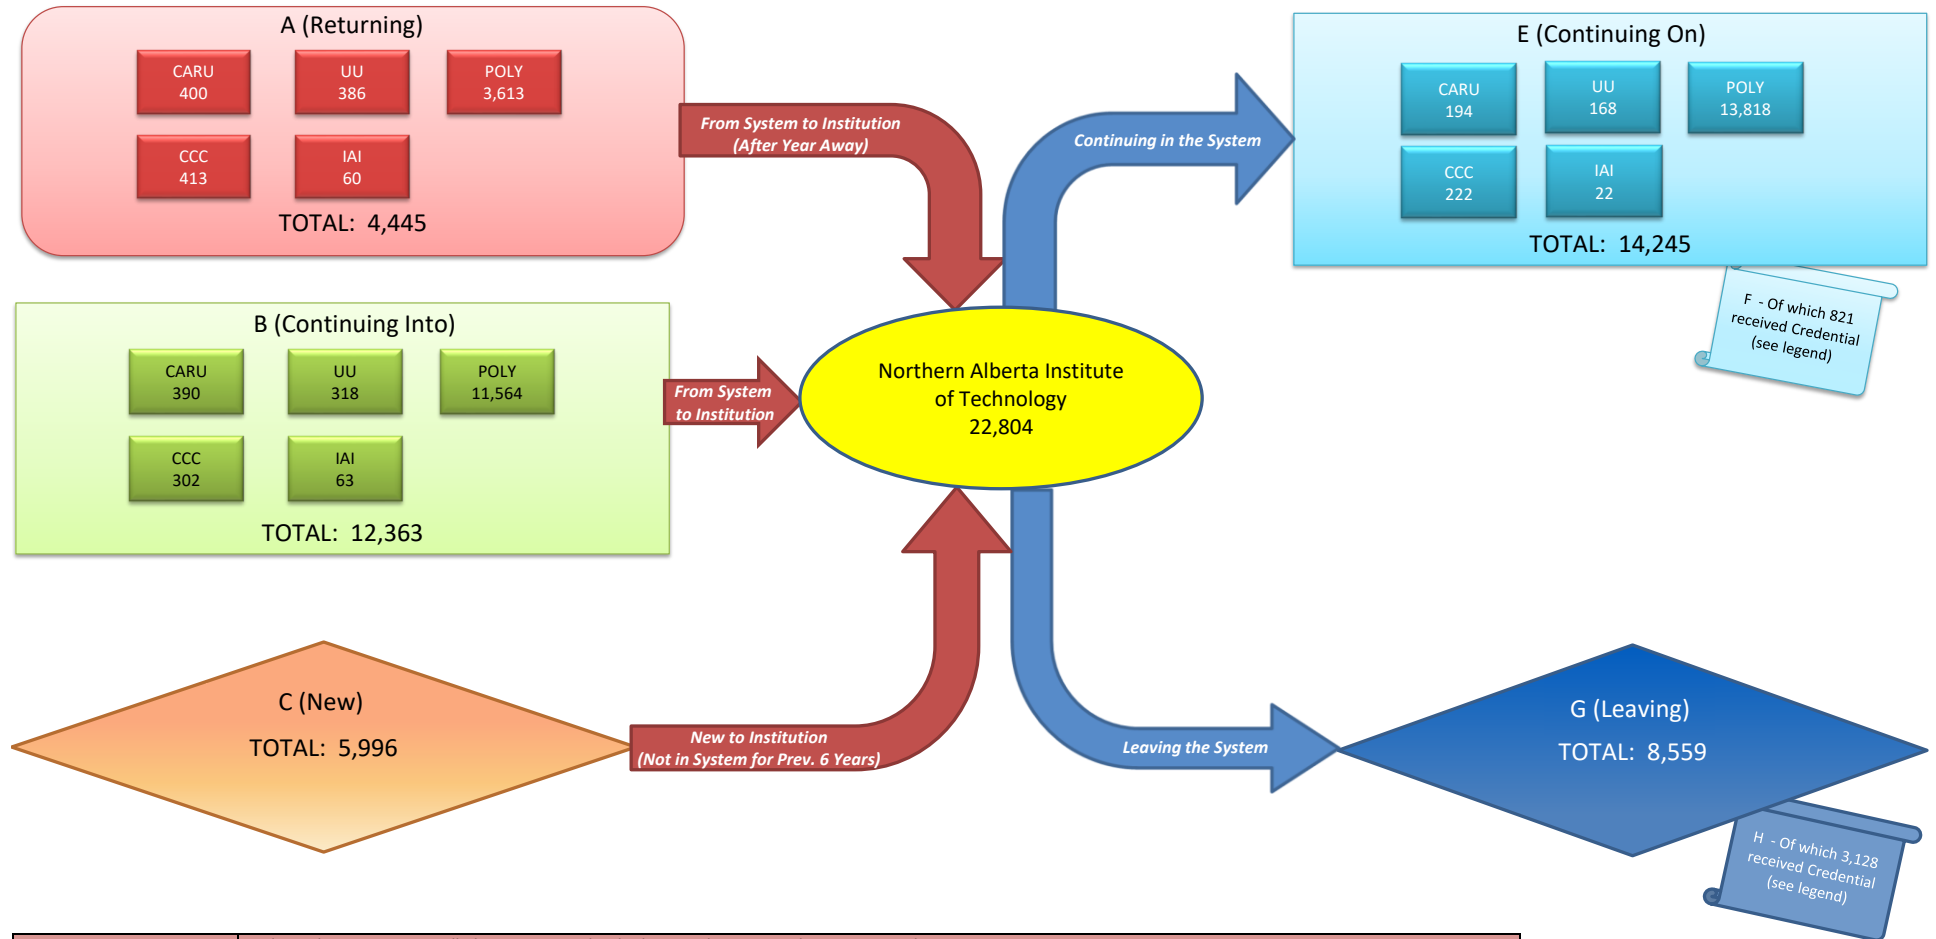 A (Returning)
CARU
400
UU
386
POLY
3,613
CCC
413
IAI
60
TOTAL: 4,445
From System to Institution
(After Year Away)
B (Continuing Into)
CARU
390
UU
318
POLY
11,564
CCC
302
IAI
63
TOTAL: 12,363
From System
to Institution
C (New)
TOTAL: 5,996
New to Institution
(Not in System for Prev. 6 Years)
Northern Alberta Institute
of Technology
22,804
Continuing in the System
E (Continuing On)
CARU
194
UU
168
POLY
13,818
CCC
222
IAI
22
TOTAL: 14,245
F - Of which 821
received Credential
(see legend)
Leaving the System
G (Leaving)
TOTAL: 8,559
H - Of which 3,128
received Credential
(see legend)